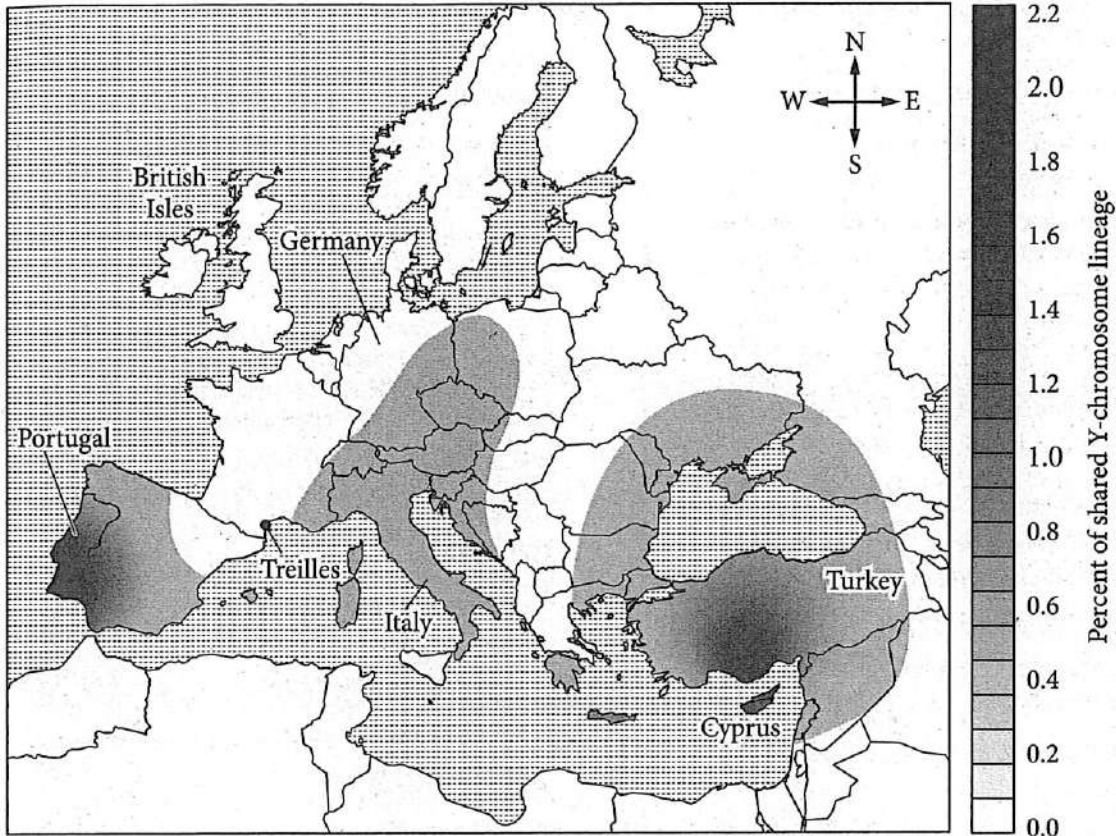 N
W E
S
British
Isles
Germany
Portugal
Treilles
Italy
Turkey
Cyprus
2.2
2.0
1.8
1.6
1.4
1.2
1.0
0.8
0.6
0.4
0.2
0.0
Percent of shared Y-chromosome lineage